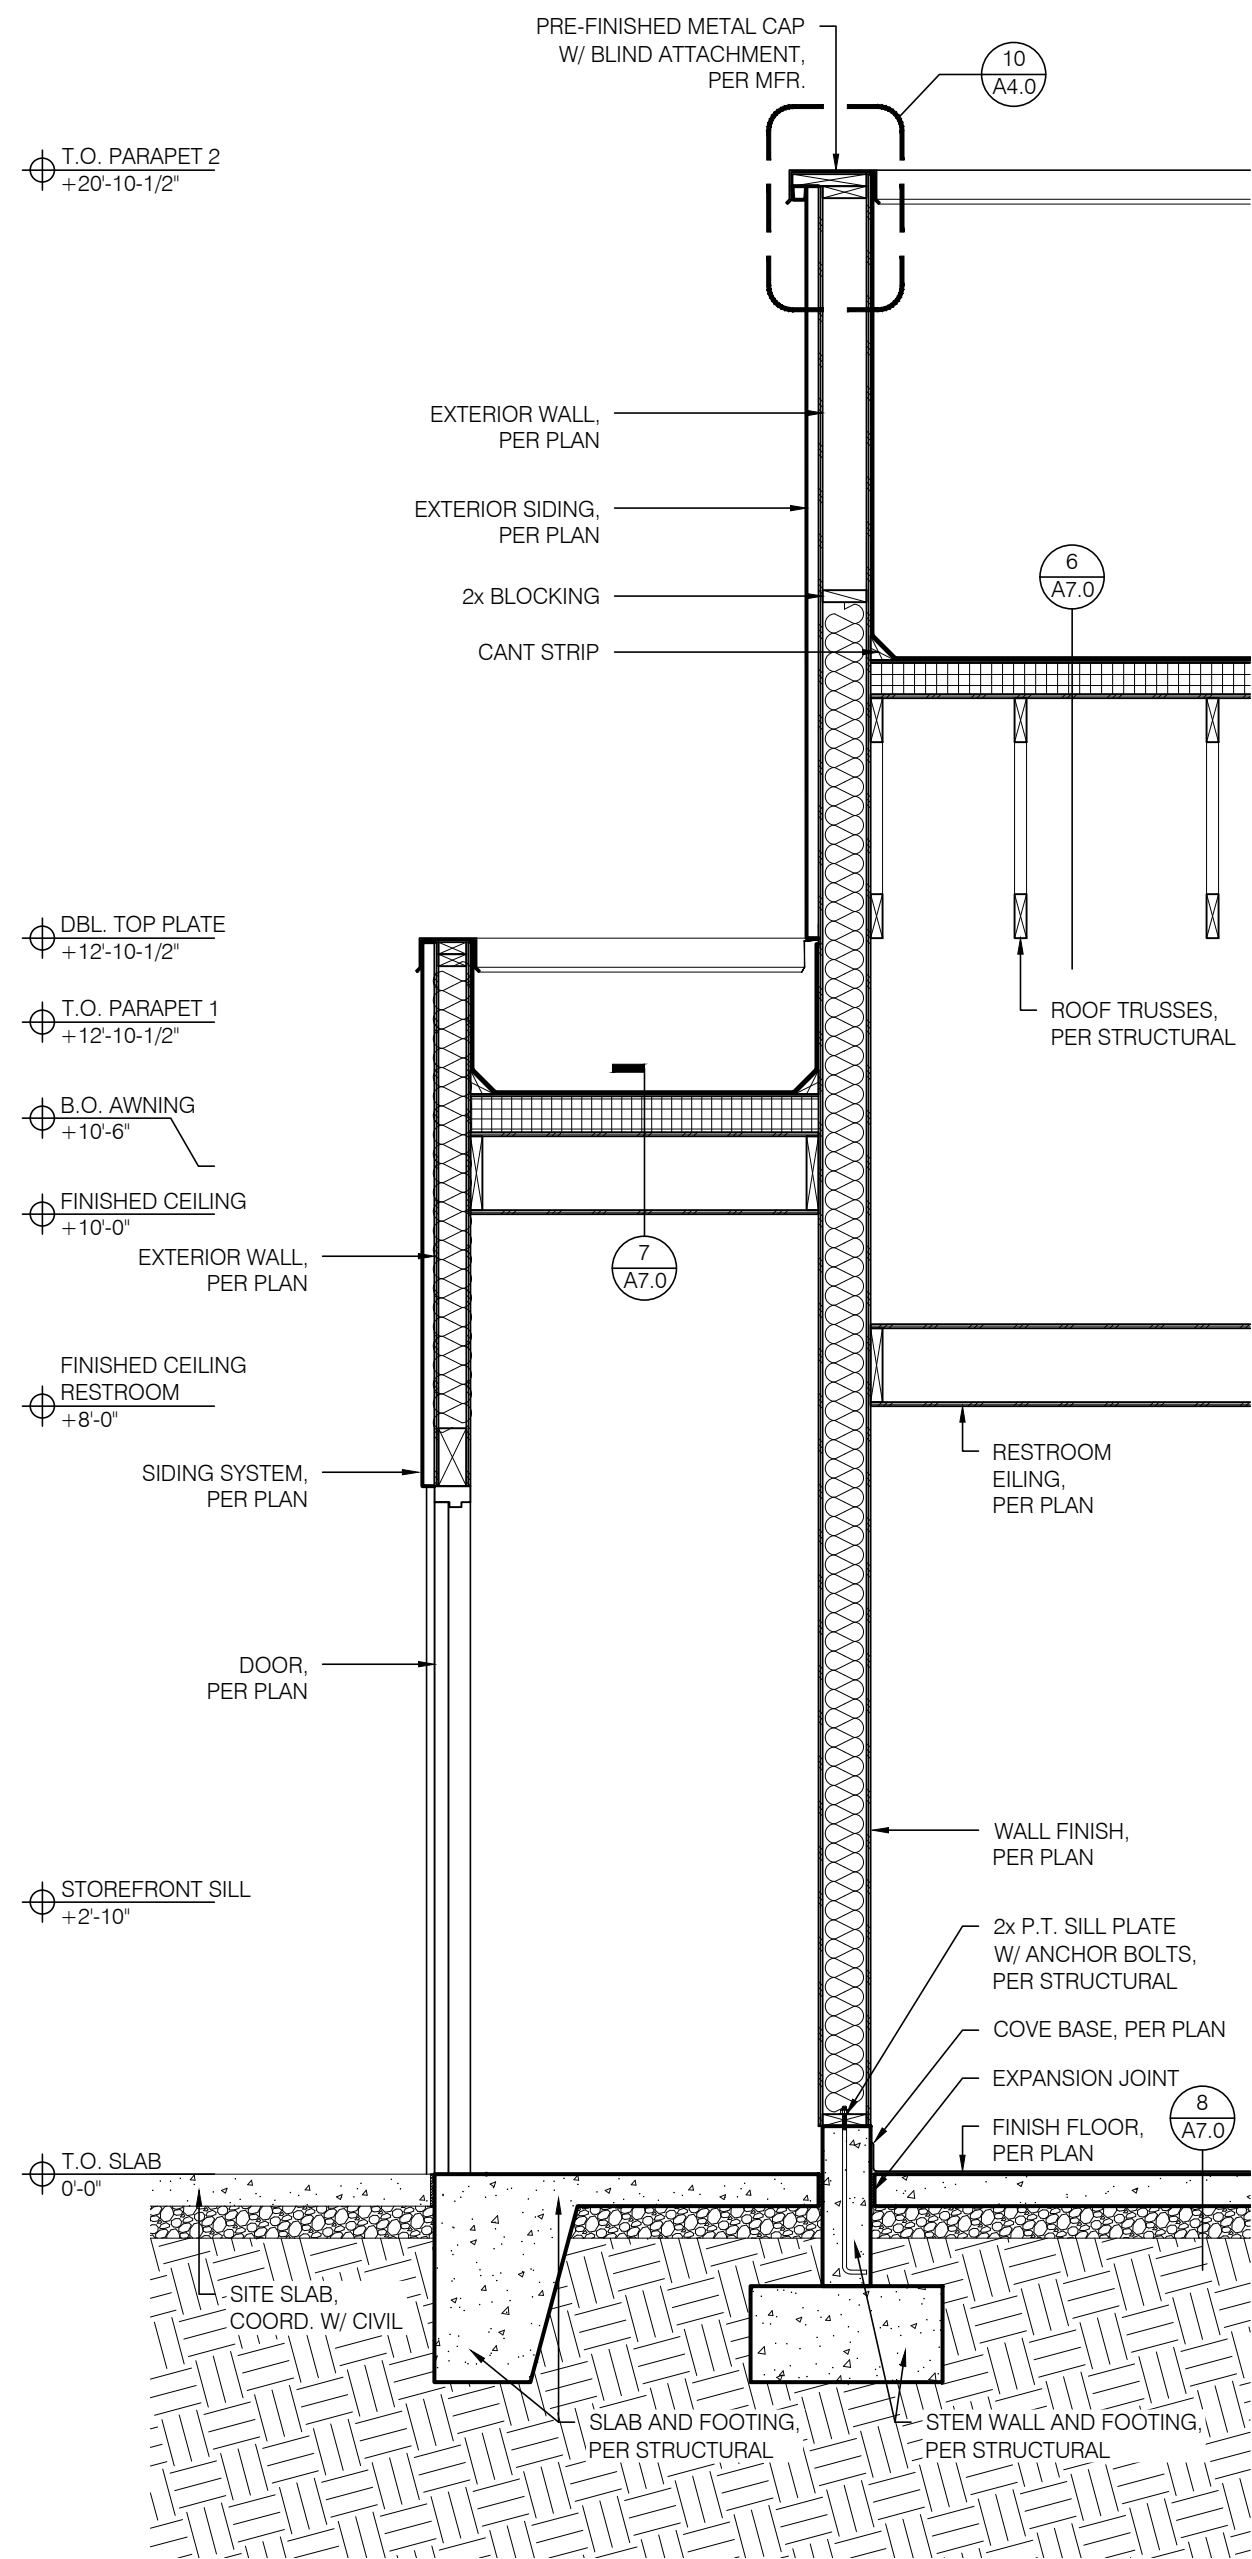 PRE-FINISHED METAL CAP
W/ BLIND ATTACHMENT,
PER MFR.
10
A4.0
T.O. PARAPET 2
+20'-10-1/2"
EXTERIOR WALL,
PER PLAN
EXTERIOR SIDING,
PER PLAN
2x BLOCKING
CANT STRIP
6
A7.0
DBL. TOP PLATE
+12'-10-1/2"
T.O. PARAPET 1
+12'-10-1/2"
ROOF TRUSSES,
PER STRUCTURAL
B.O. AWNING
+10'-6"
FINISHED CEILING
+10'-0"
EXTERIOR WALL,
PER PLAN
7
A7.0
FINISHED CEILING
RESTROOM
+8'-0"
SIDING SYSTEM,
PER PLAN
RESTROOM
EILING,
PER PLAN
DOOR,
PER PLAN
WALL FINISH,
PER PLAN
STOREFRONT SILL
+2'-10"
2x P.T. SILL PLATE
W/ ANCHOR BOLTS,
PER STRUCTURAL
COVE BASE, PER PLAN
EXPANSION JOINT
FINISH FLOOR,
PER PLAN
8
A7.0
T.O. SLAB
0'-0"
SITE SLAB,
COORD. W/ CIVIL
SLAB AND FOOTING,
PER STRUCTURAL
STEM WALL AND FOOTING,
PER STRUCTURAL